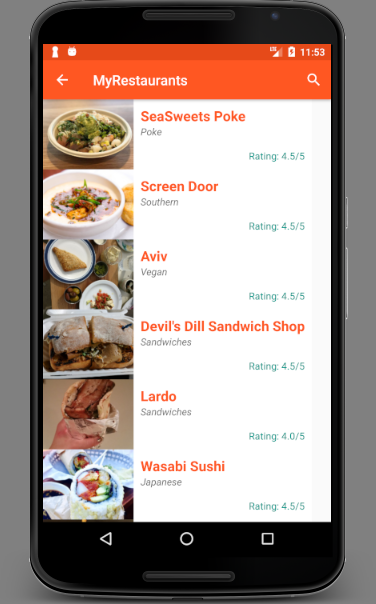 11:53
MyRestaurants
SeaSweets Poke
Poke
Rating: 4.5/5
Screen Door
Southern
Rating: 4.5/5
Aviv
Vegan
Rating: 4.5/5
Devil's Dill Sandwich Shop
Sandwiches
Rating: 4.5/5
Lardo
Sandwiches
Rating: 4.0/5
Wasabi Sushi
Japanese
Rating: 4.5/5